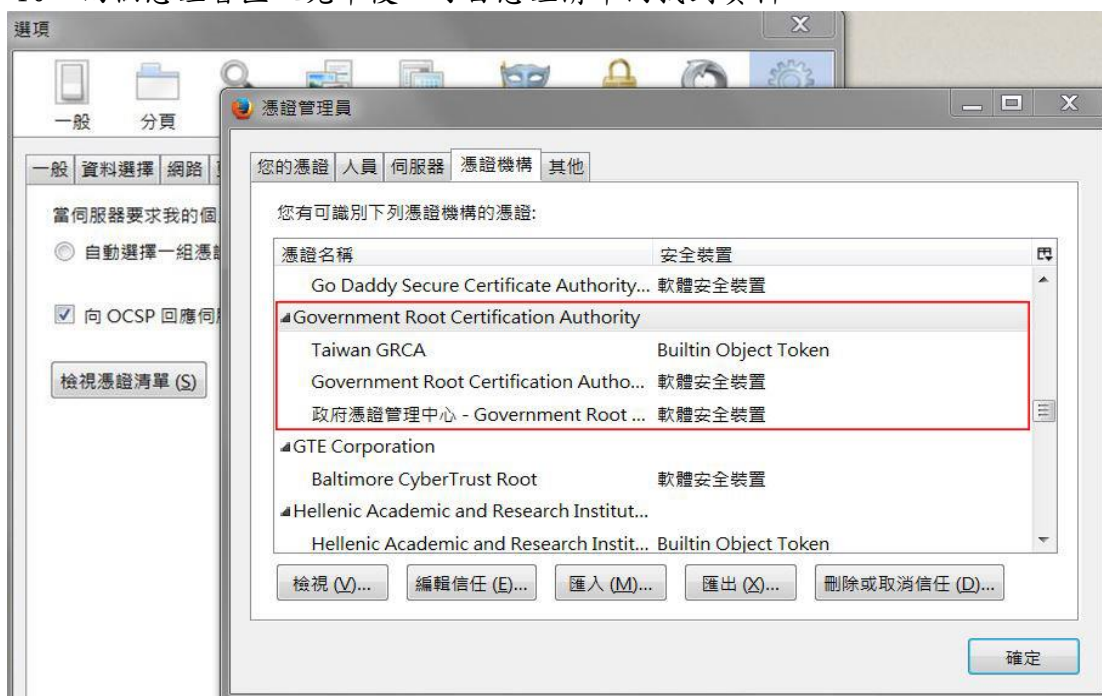 選項
一般 分頁
憑證管理員
一般 資料選擇 網路
您的憑證 人員 伺服器 憑證機構 其他
當伺服器要求我的個
您有可識別下列憑證機構的憑證:
自動選擇一組憑
憑證名稱 安全裝置
Go Daddy Secure Certificate Authority... 軟體安全裝置
向 OCSP 回應伺
Government Root Certification Authority
Taiwan GRCA Builtin Object Token
檢視憑證清單 (S)
Government Root Certification Autho... 軟體安全裝置
政府憑證管理中心 - Government Root ... 軟體安全裝置
GTE Corporation
Baltimore CyberTrust Root 軟體安全裝置
Hellenic Academic and Research Institut...
Hellenic Academic and Research Instit... Builtin Object Token
檢視 (V)... 編輯信任 (E)... 匯入 (M)... 匯出 (X)... 刪除或取消信任 (D)...
確定